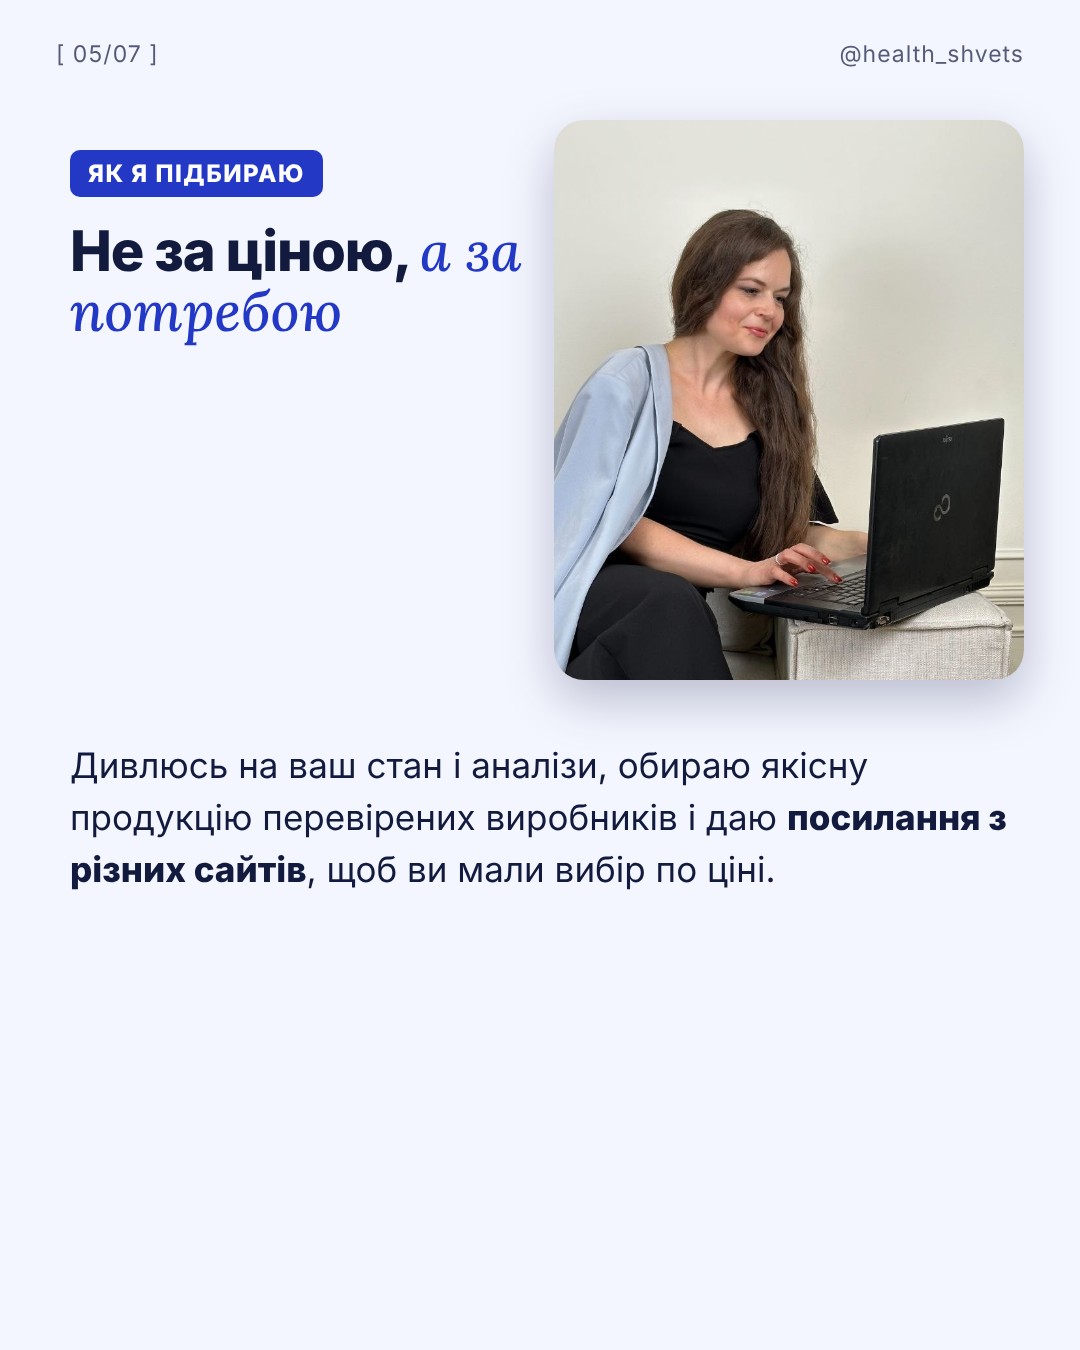 [ 05/07 ]
@health_shvets
ЯК Я ПІДБИРАЮ
Не за ціною, а за
потребою
Дивлюсь на ваш стан і аналізи, обираю якісну
продукцію перевірених виробників і даю посилання з
різних сайтів, щоб ви мали вибір по ціні.